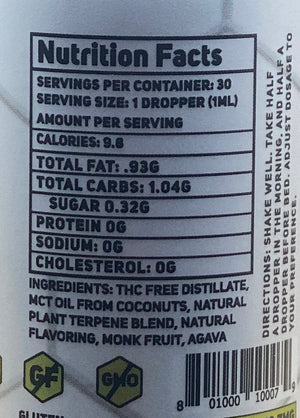 Nutrition Facts
SERVINGS PER CONTAINER: 30
SERVING SIZE: 1 DROPPER (1ML)
AMOUNT PER SERVING
CALORIES: 9.8
TOTAL FAT: .93G
TOTAL CARBS: 1.04G
SUGAR 0.32G
PROTEIN 0G
SODIUM: 0G
CHOLESTEROL: 0G
INGREDIENTS: THC FREE DISTILLATE,
MCT OIL FROM COCONUTS, NATURAL
PLANT TERPENE BLEND, NATURAL
FLAVORING, MONK FRUIT, AGAVA
GF
GMO
DIRECTIONS: SHAKE WELL. TAKE HALF
A DROPPER IN THE MORNING, AND HALF A
DROPPER BEFORE BED. ADJUST DOSAGE TO
YOUR PREFERENCE.
8 01000 10007 9